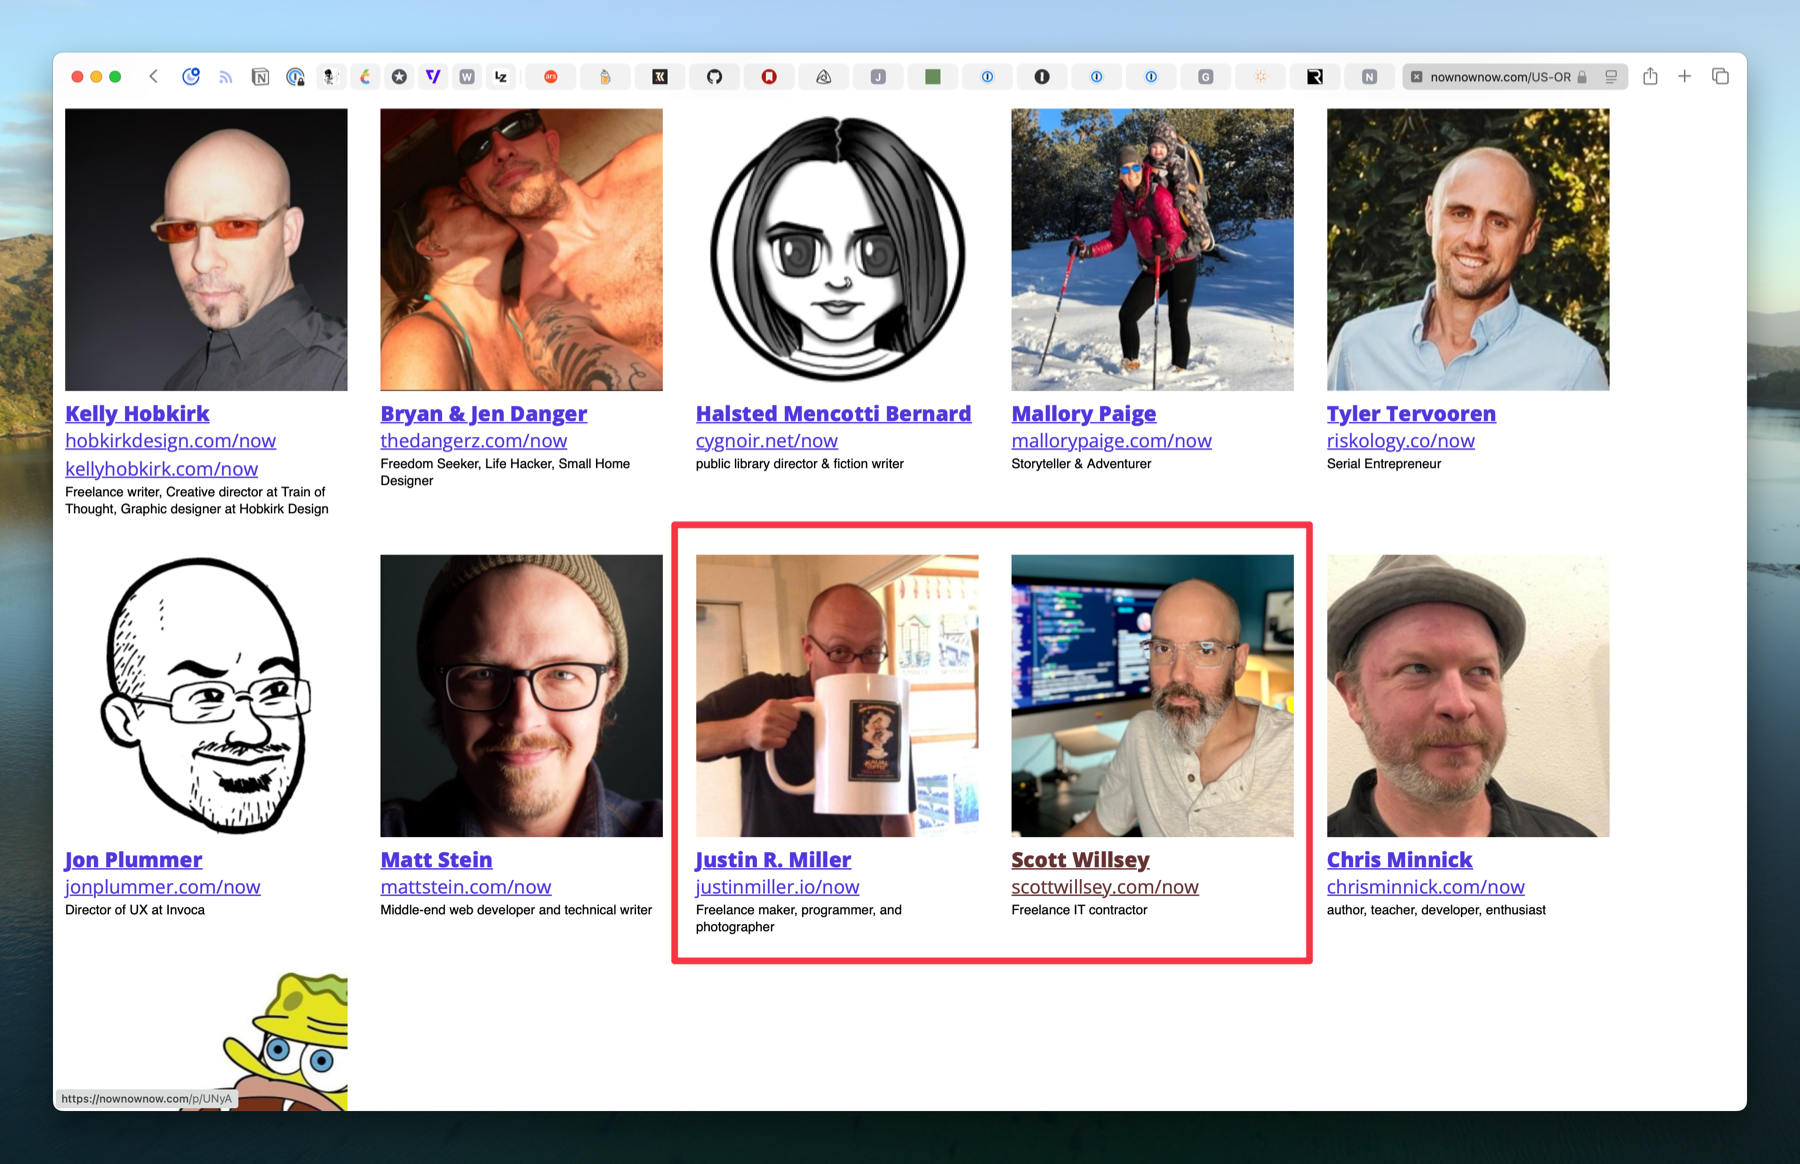 ars
J
G
N
W
LZ
nownownow.com/US-OR
Kelly Hobkirk
hobkirkdesign.com/now
kellyhobkirk.com/now
Freelance writer, Creative director at Train of
Thought, Graphic designer at Hobkirk Design
Bryan & Jen Danger
thedangerz.com/now
Freedom Seeker, Life Hacker, Small Home
Designer
Halsted Mencotti Bernard
cygnoir.net/now
public library director & fiction writer
Mallory Paige
mallorypaige.com/now
Storyteller & Adventurer
Tyler Tervooren
riskology.co/now
Serial Entrepreneur
Jon Plummer
jonplummer.com/now
Director of UX at Invoca
Matt Stein
mattstein.com/now
Middle-end web developer and technical writer
Justin R. Miller
justinmiller.io/now
Freelance maker, programmer, and
photographer
Scott Willsey
scottwillsey.com/now
Freelance IT contractor
Chris Minnick
chrisminnick.com/now
author, teacher, developer, enthusiast
https://nownownow.com/p/UNyA